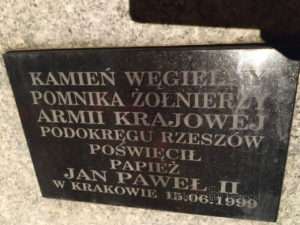 KAMIEŃ WĘGIELNY
POMNIKA ŻOŁNIERZY
ARMII KRAJOWEJ
PODOKRĘGU RZESZÓW
POŚWIĘCIŁ
PAPIEŻ
JAN PAWEŁ II
W KRAKOWIE 15.06.1999